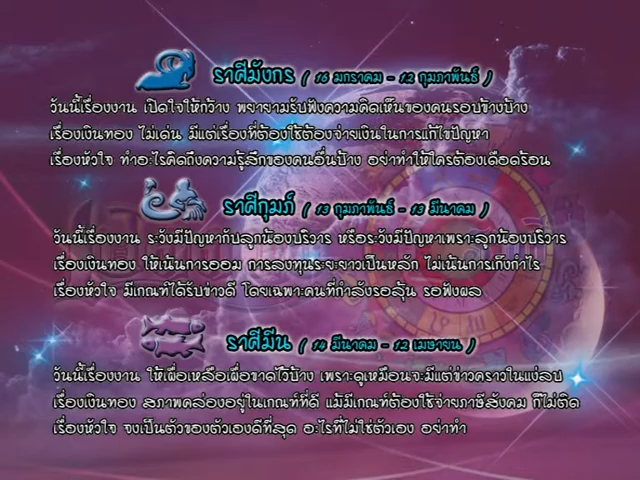 ราศีมังกร ( 16 มกราคม - 12 กุมภาพันธ์ )
วันนี้เรื่องงาน เปิดใจให้กว้าง พยายามรับฟังความคิดเห็นของคนรอบข้างบ้าง
เรื่องเงินทอง ไม่เด่น มีแต่เรื่องที่ต้องใช้ต้องจ่ายเงินในการแก้ไขปัญหา
เรื่องหัวใจ ทำอะไรคิดถึงความรู้สึกของคนอื่นบ้าง อย่าทำให้ใครต้องเดือดร้อน
ราศีกุมภ์ ( 13 กุมภาพันธ์ - 13 มีนาคม )
วันนี้เรื่องงาน ระวังมีปัญหากับลูกน้องบริวาร หรือระวังมีปัญหาเพราะลูกน้องบริวาร
เรื่องเงินทอง ให้เน้นการออม การลงทุนระยะยาวเป็นหลัก ไม่เน้นการเก็งกำไร
เรื่องหัวใจ มีเกณฑ์ได้รับข่าวดี โดยเฉพาะคนที่กำลังรอลุ้น รอฟังผล
ราศีมีน ( 14 มีนาคม - 12 เมษายน )
วันนี้เรื่องงาน ให้เผื่อเหลือเผื่อขาดไว้บ้าง เพราะดูเหมือนจะมีแต่ข่าวคราวในแง่ลบ
เรื่องเงินทอง สภาพคล่องอยู่ในเกณฑ์ที่ดี แม้มีเกณฑ์ต้องใช้จ่ายภาษีสังคม ก็ไม่ติด
เรื่องหัวใจ จงเป็นตัวของตัวเองดีที่สุด อะไรที่ไม่ใช่ตัวเอง อย่าทำ